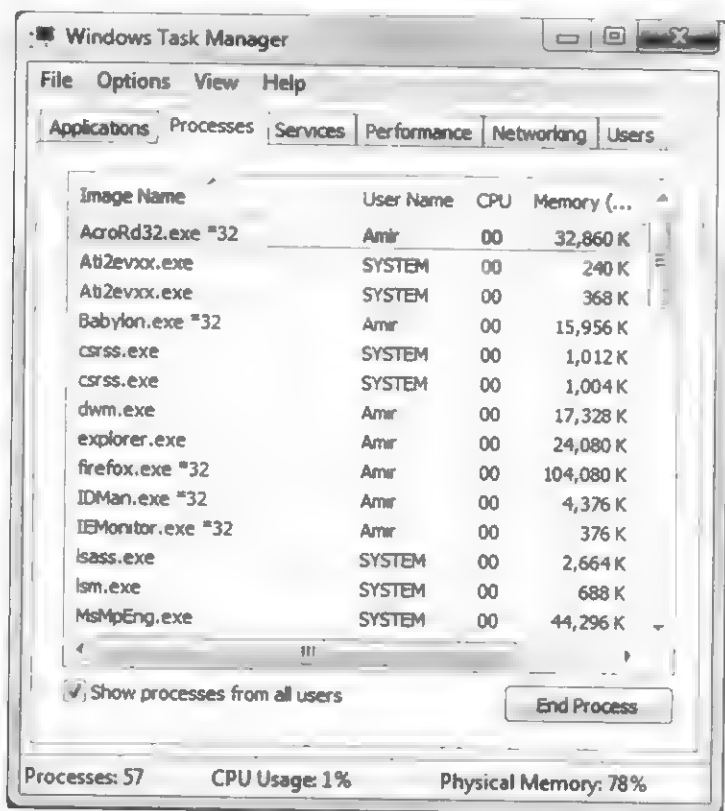 Windows Task Manager
File Options View Help
Applications Processes Services Performance Networking Users
Image Name User Name CPU Memory (...
AcroRd32.exe *32 Amir 00 32,860 K
Ati2evxx.exe SYSTEM 00 240 K
Ati2evxx.exe SYSTEM 00 368 K
Babylon.exe *32 Amir 00 15,956 K
csrss.exe SYSTEM 00 1,012 K
csrss.exe SYSTEM 00 1,004 K
dwm.exe Amir 00 17,328 K
explorer.exe Amir 00 24,080 K
firefox.exe *32 Amir 00 104,080 K
IDMan.exe *32 Amir 00 4,376 K
IEMonitor.exe *32 Amir 00 376 K
lsass.exe SYSTEM 00 2,664 K
lsm.exe SYSTEM 00 688 K
MsMpEng.exe SYSTEM 00 44,296 K
Show processes from all users
End Process
Processes: 57 CPU Usage: 1% Physical Memory: 78%